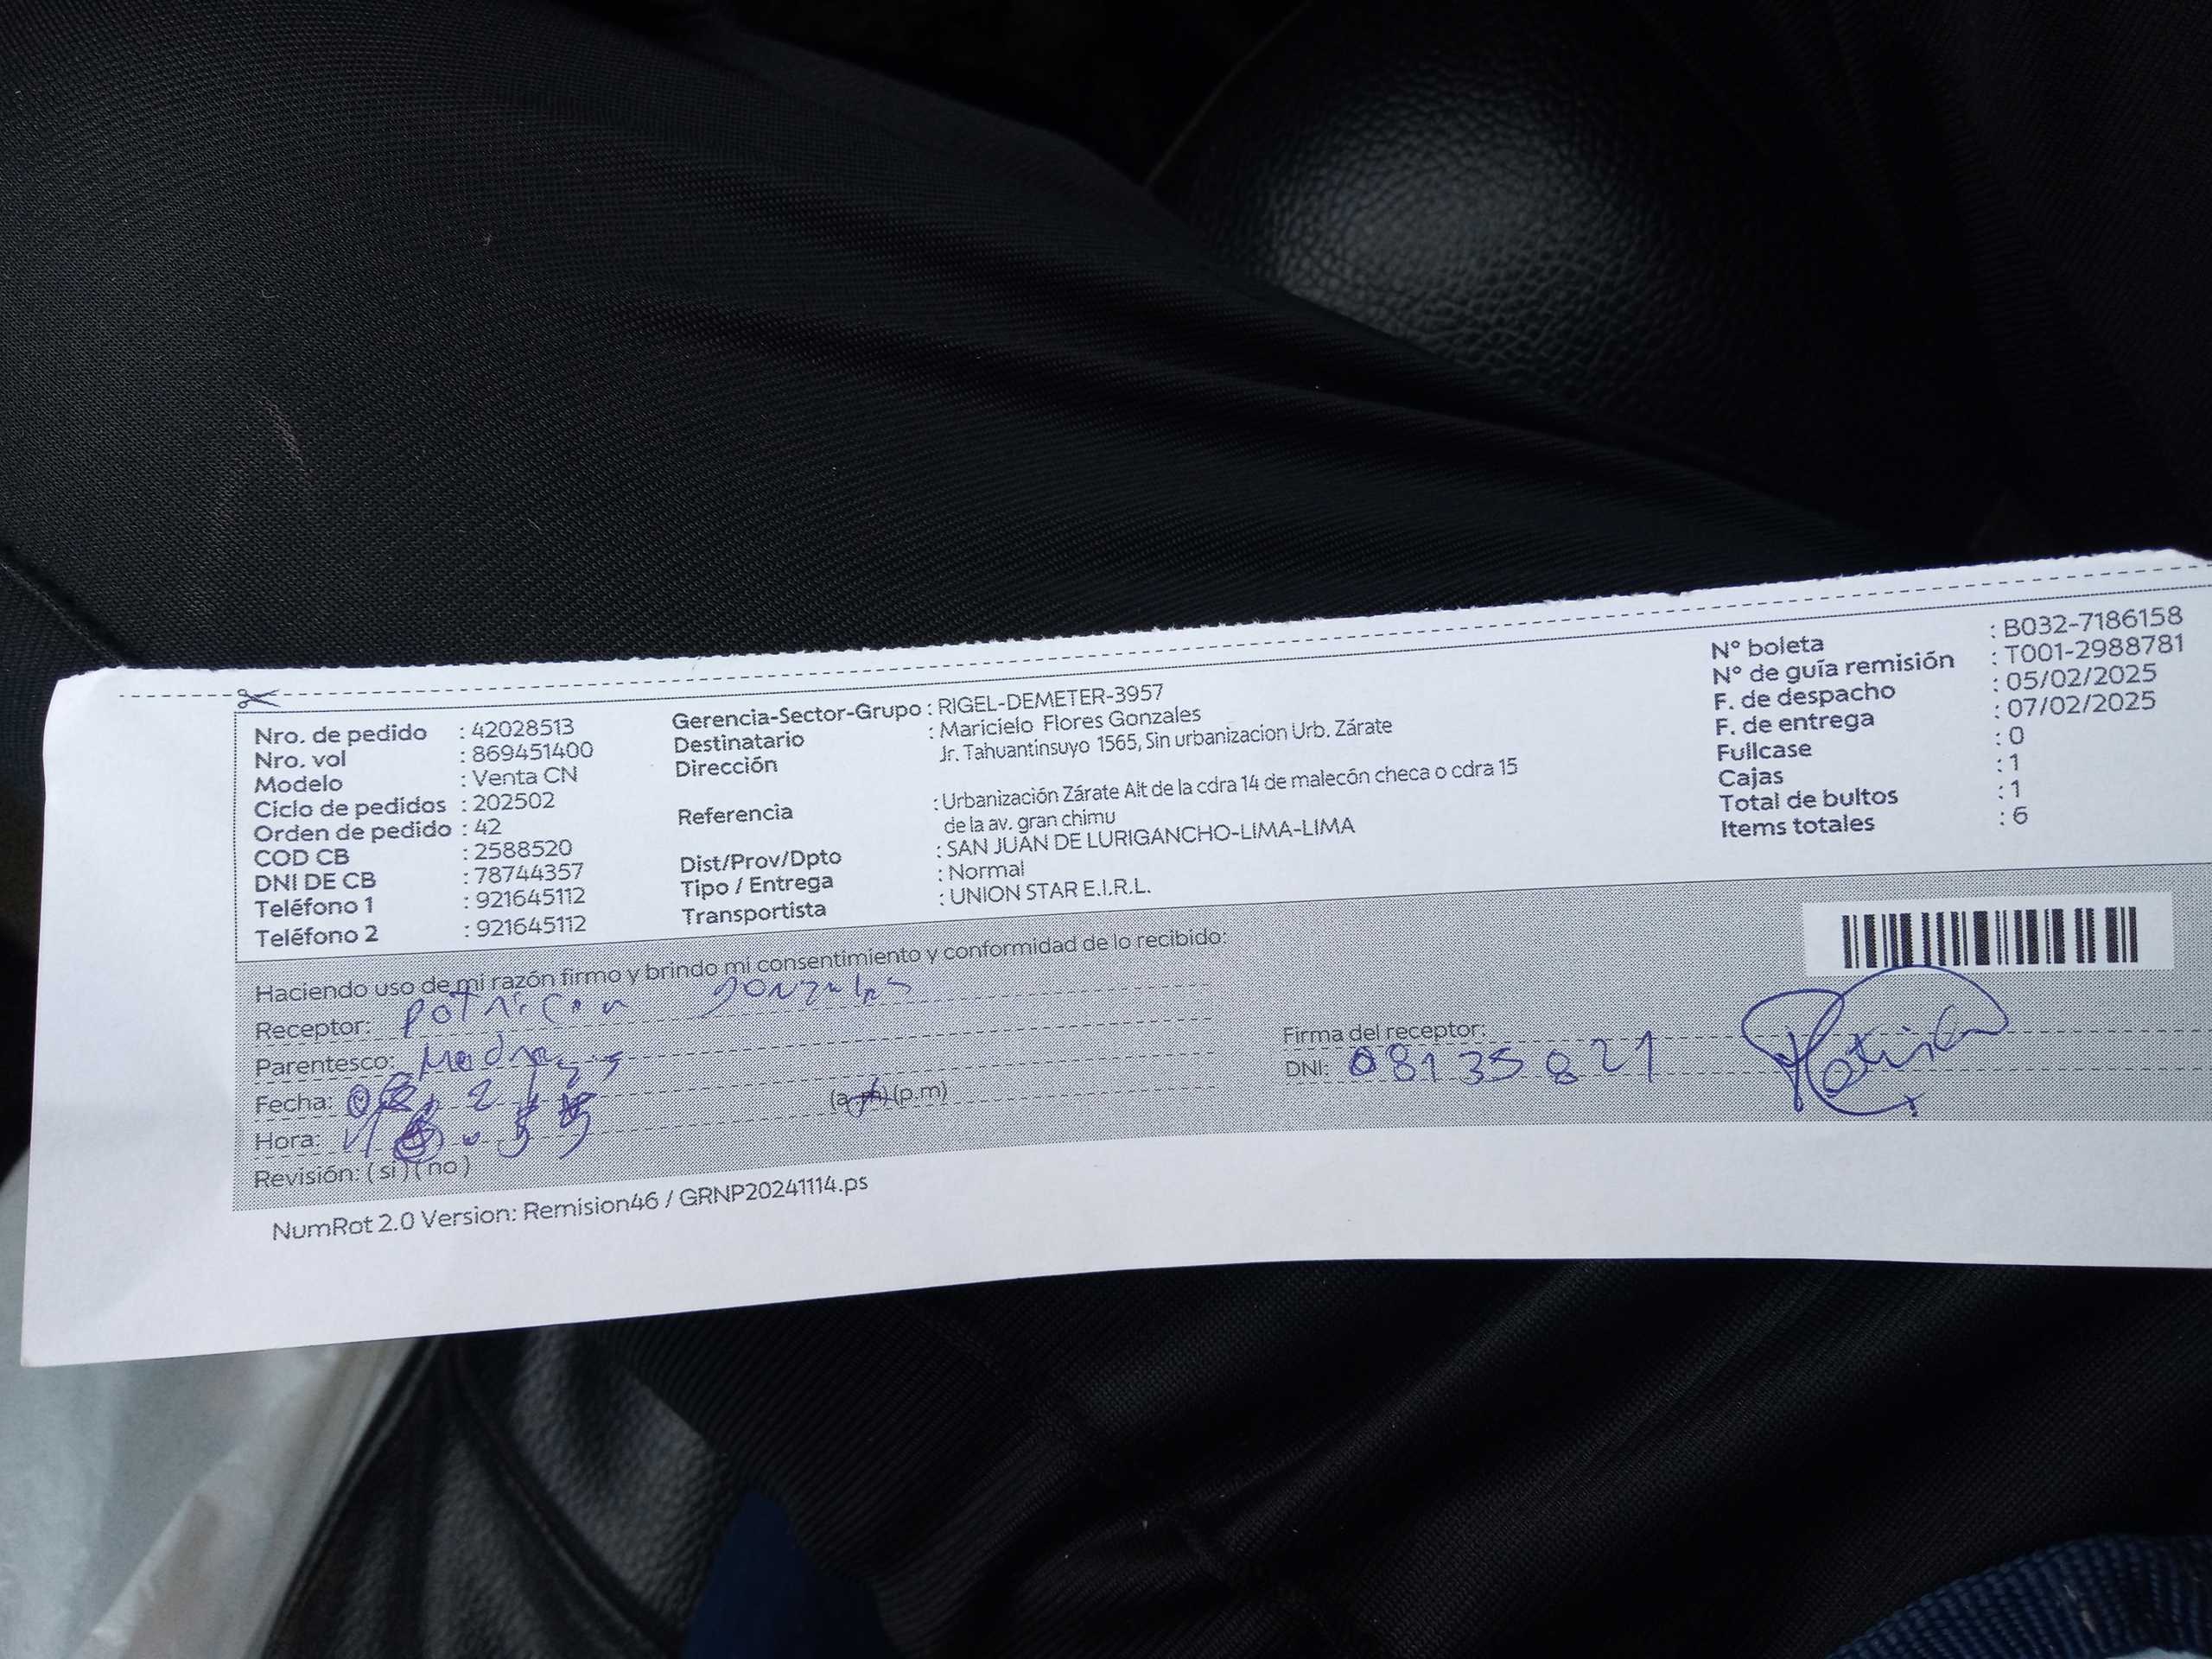 Nro. de pedido : 42028513
Nro. vol : 869451400
Modelo : Venta CN
Ciclo de pedidos : 202502
Orden de pedido : 42
COD CB : 2588520
DNI DE CB : 78744357
Teléfono 1 : 921645112
Teléfono 2 : 921645112
Gerencia-Sector-Grupo : RIGEL-DEMETER-3957
Destinatario : Maricielo Flores Gonzales
Dirección Jr. Tahuantinsuyo 1565, Sin urbanizacion Urb. Zárate
Referencia : Urbanización Zárate Alt de la cdra 14 de malecón checa o cdra 15
de la av. gran chimu
Dist/Prov/Dpto : SAN JUAN DE LURIGANCHO-LIMA-LIMA
Tipo / Entrega : Normal
Transportista : UNION STAR E.I.R.L.
N° boleta : B032-7186158
N° de guía remisión : T001-2988781
F. de despacho : 05/02/2025
F. de entrega : 07/02/2025
Fullcase : 0
Cajas : 1
Total de bultos : 1
Items totales : 6
Haciendo uso de mi razón firmo y brindo mi consentimiento y conformidad de lo recibido:
Receptor:
Parentesco:
Fecha:
Hora: (a.m) (p.m)
Revisión: (si) (no)
Firma del receptor:
DNI: 08135821
NumRot 2.0 Version: Remision46 / GRNP20241114.ps